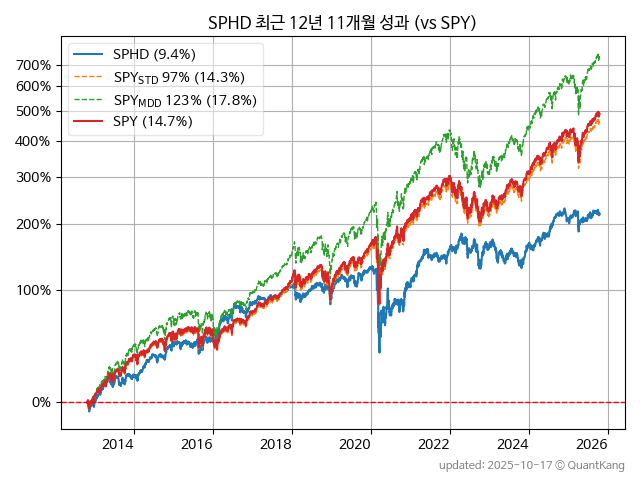 SPHD 최근 12년 11개월 성과 (vs SPY)
SPHD (9.4%)
SPY_STD 97% (14.3%)
SPY_MDD 123% (17.8%)
SPY (14.7%)
700%
600%
500%
400%
300%
200%
100%
0%
2014 2016 2018 2020 2022 2024 2026
updated: 2025-10-17 © QuantKang